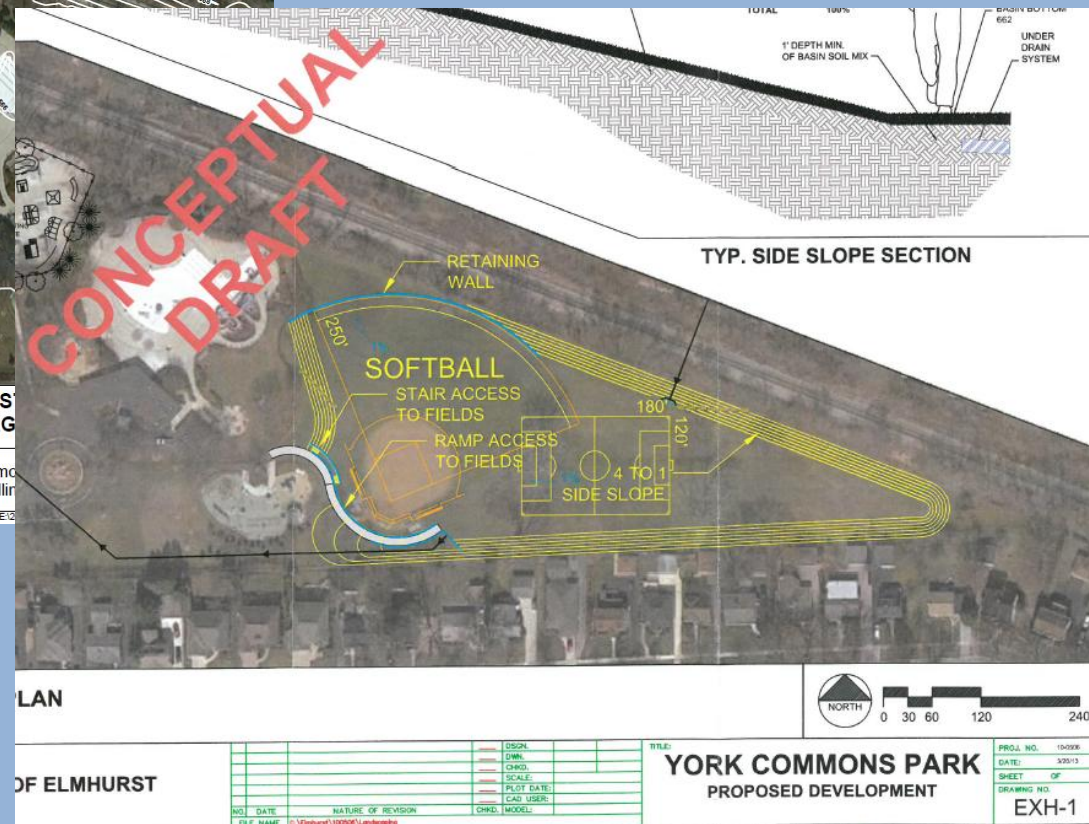 TOTAL 100%
BASIN BOTTOM
662
1' DEPTH MIN.
OF BASIN SOIL MIX
UNDER
DRAIN
SYSTEM
CONCEPTUAL
DRAFT
TYP. SIDE SLOPE SECTION
RETAINING
WALL
250'
SOFTBALL
STAIR ACCESS
TO FIELDS
180'
120'
RAMP ACCESS
TO FIELDS
4 TO 1
SIDE SLOPE
NORTH
0 30 60 120 240
OF ELMHURST
NO. DATE NATURE OF REVISION CHKD.
DSGN.
DWN.
CHKD.
SCALE:
PLOT DATE:
CAD USER:
MODEL:
FILE NAME
TITLE:
YORK COMMONS PARK
PROPOSED DEVELOPMENT
PROJ. NO.
DATE:
SHEET OF
DRAWING NO.
EXH-1